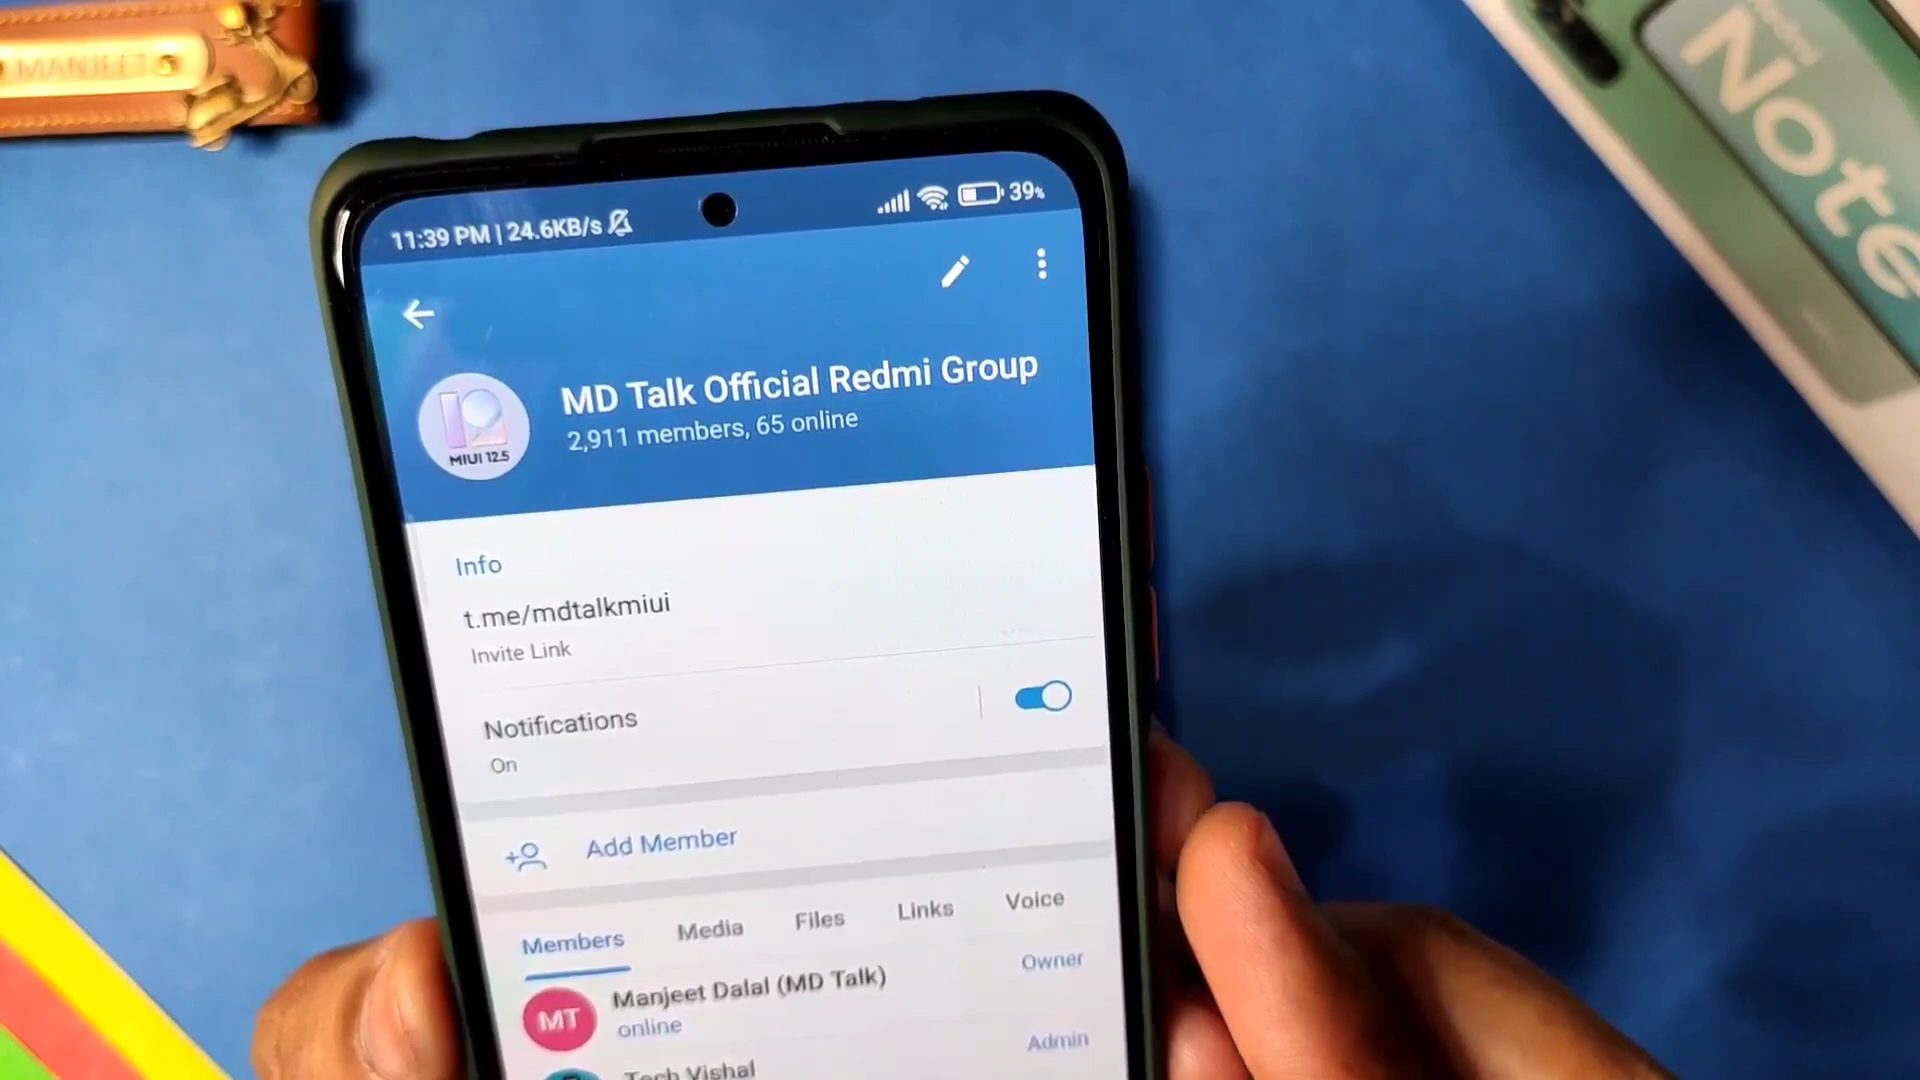 MANJEET
Redmi
Note
11:39 PM | 24.6KB/s
39%
MD Talk Official Redmi Group
2,911 members, 65 online
MIUI 12.5
Info
t.me/mdtalkmiui
Invite Link
Notifications
On
Add Member
Members Media Files Links Voice
MT
Manjeet Dalal (MD Talk) Owner
online
Tech Vishal Admin